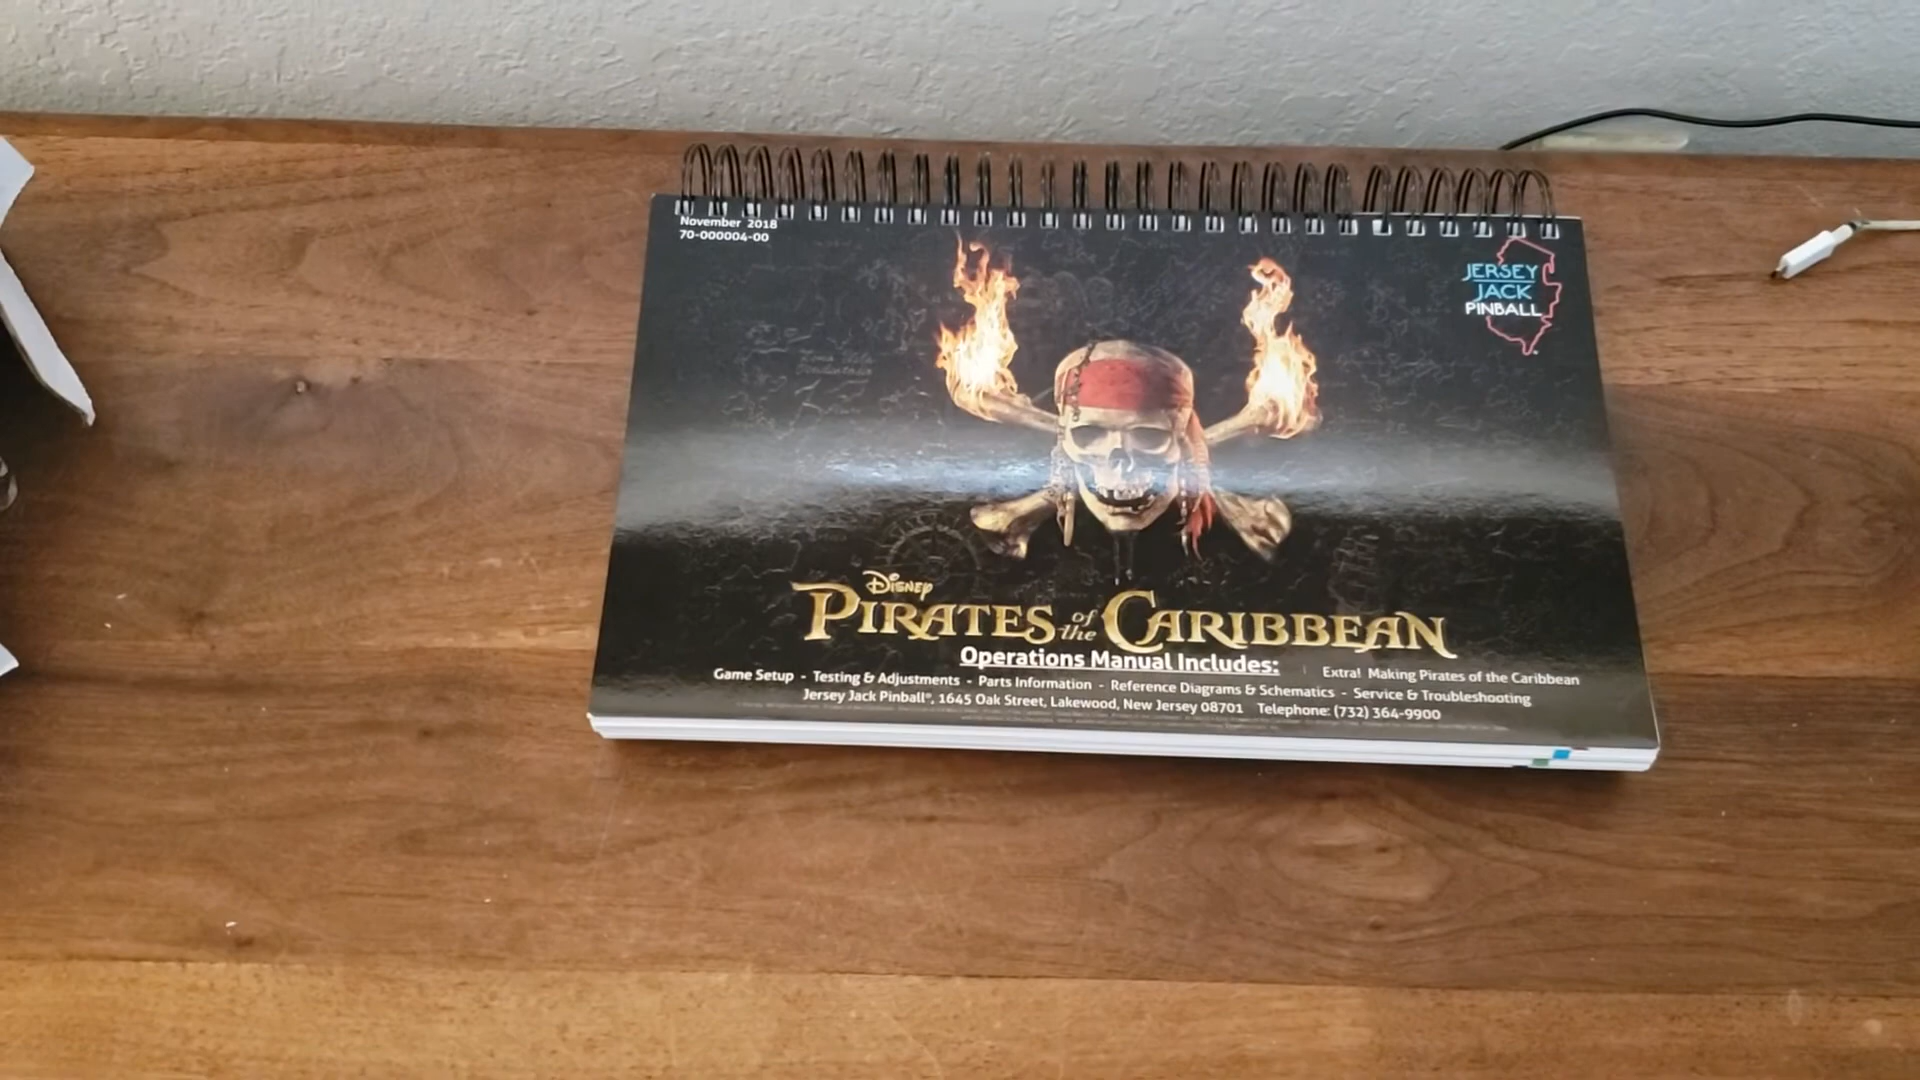 November 2018
70-000004-00
JERSEY
JACK
PINBALL
DISNEY
PIRATES of the CARIBBEAN
Operations Manual Includes:
Extra! Making Pirates of the Caribbean
Game Setup - Testing & Adjustments - Parts Information - Reference Diagrams & Schematics - Service & Troubleshooting
Jersey Jack Pinball®, 1645 Oak Street, Lakewood, New Jersey 08701 Telephone: (732) 364-9900